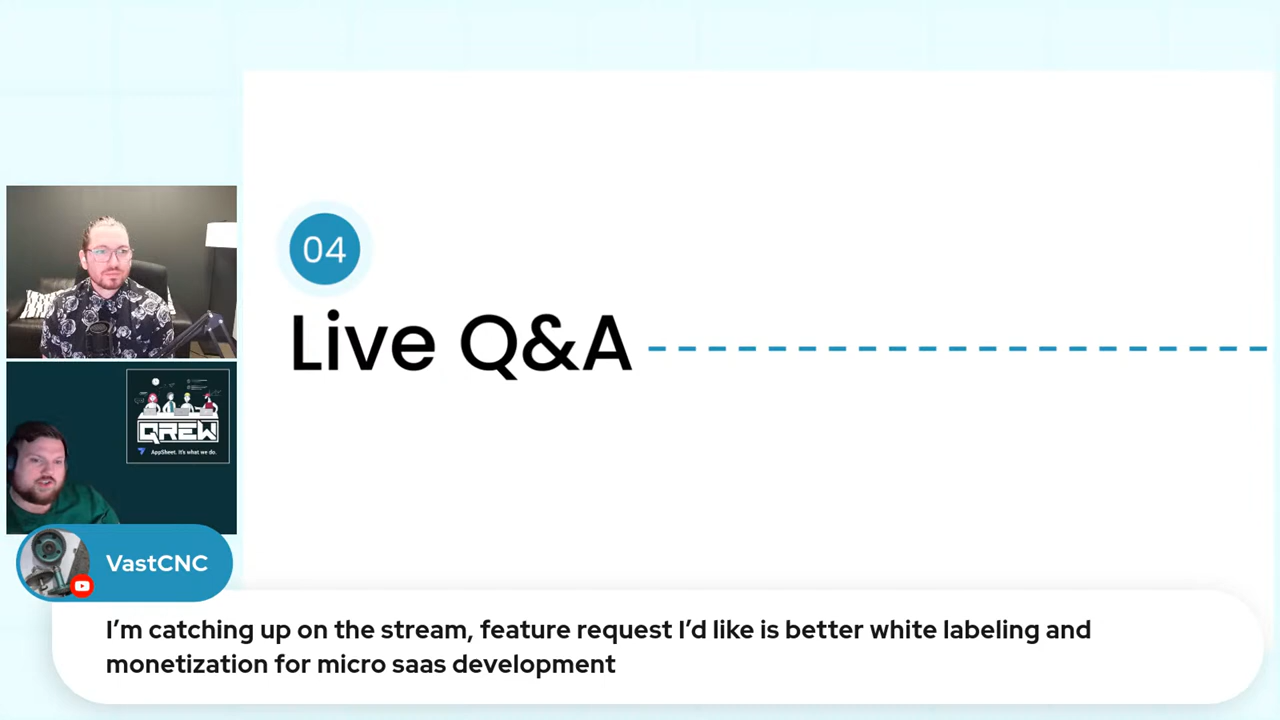 04
Live Q&A
QREW
AppSheet. It's what we do.
VastCNC
I'm catching up on the stream, feature request I'd like is better white labeling and
monetization for micro saas development